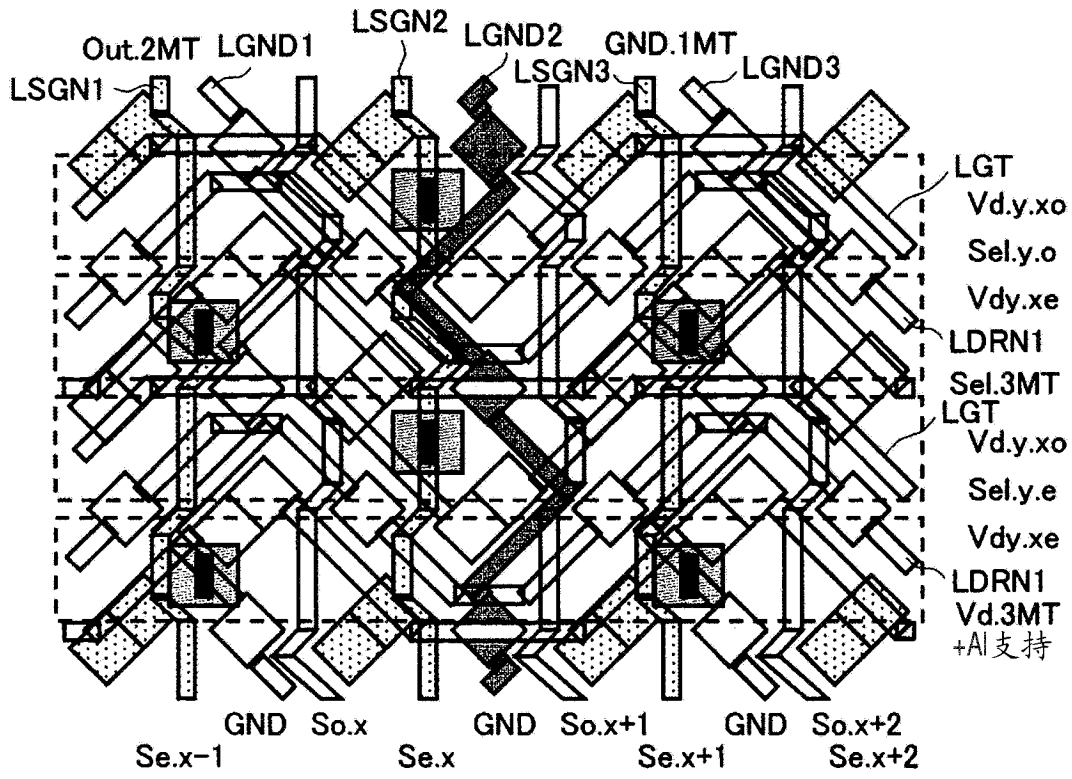 LSGN2
Out.2MT LGND1 LGND2 GND.1MT
LSGN1 LSGN3 LGND3
LGT
Vd.y.xo
Sel.y.o
Vdy.xe
LDRN1
Sel.3MT
LGT
Vd.y.xo
Sel.y.e
Vdy.xe
LDRN1
Vd.3MT
+Al支持
GND So.x GND So.x+1 GND So.x+2
Se.x-1 Se.x Se.x+1 Se.x+2